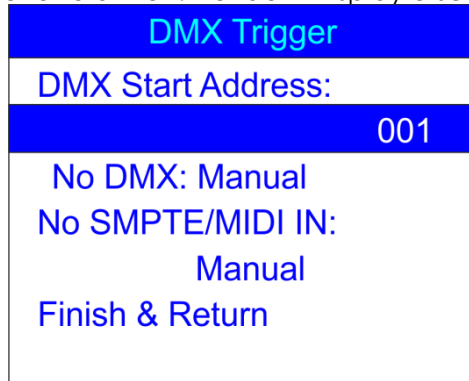 DMX Trigger
DMX Start Address:
001
No DMX: Manual
No SMPTE/MIDI IN:
Manual
Finish & Return